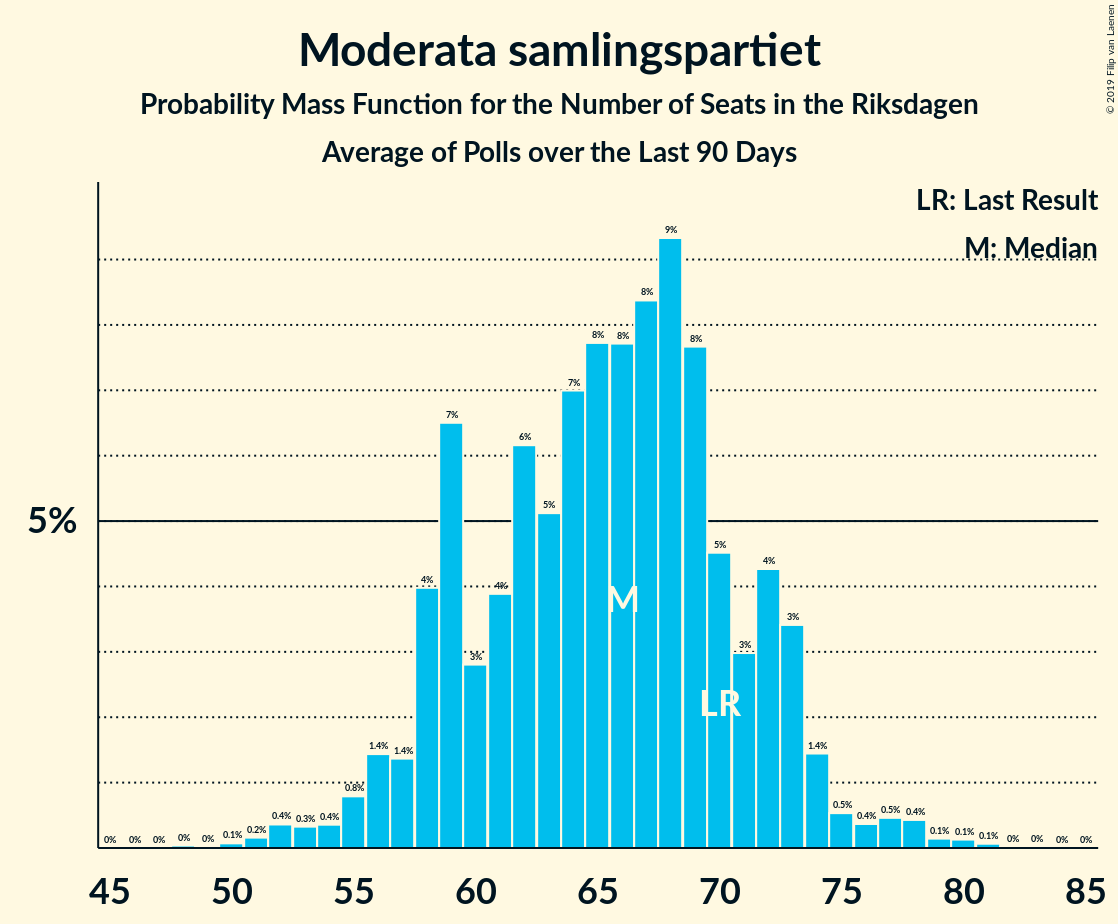 Moderata samlingspartiet
Probability Mass Function for the Number of Seats in the Riksdagen
Average of Polls over the Last 90 Days
© 2019 Filip van Laenen
LR: Last Result
M: Median
5%
0% 0% 0% 0% 0% 0.1% 0.2% 0.4% 0.3% 0.4% 0.8% 1.4% 1.4% 4% 7% 3% 4% 6% 5% 7% 8% 8% 8% 9% 8% 5% 3% 4% 3% 1.4% 0.5% 0.4% 0.5% 0.4% 0.1% 0.1% 0.1% 0% 0% 0% 0%
M
LR
45 50 55 60 65 70 75 80 85